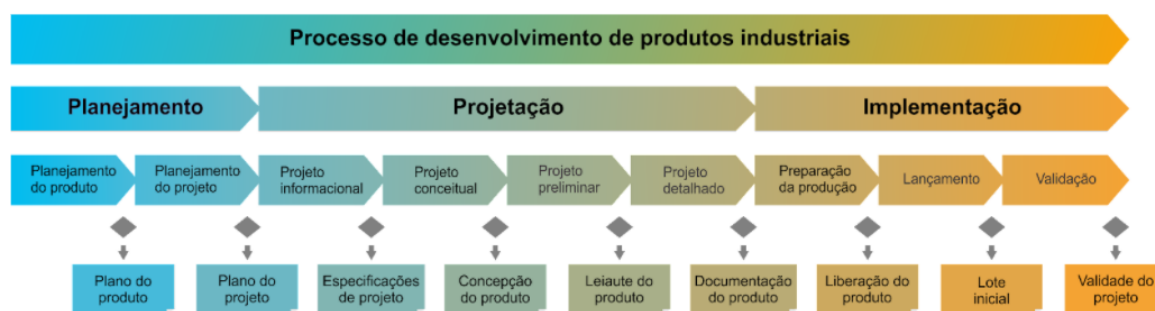 Processo de desenvolvimento de produtos industriais
Planejamento
Projetação
Implementação
Planejamento
do produto
Planejamento
do projeto
Projeto
informacional
Projeto
conceitual
Projeto
preliminar
Projeto
detalhado
Preparação
da produção
Lançamento
Validação
Plano do
produto
Plano do
projeto
Especificações
de projeto
Concepção
do produto
Leiaute do
produto
Documentação
do produto
Liberação do
produto
Lote
inicial
Validade do
projeto